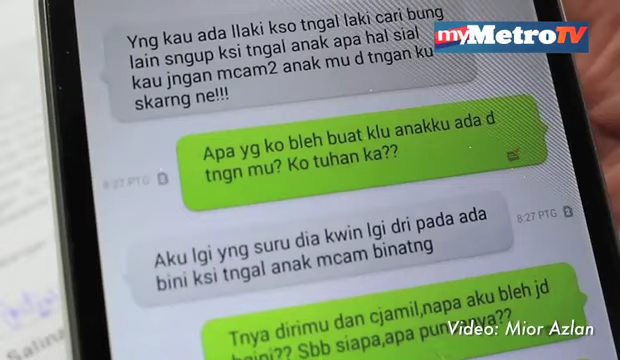 myMetroTV
Yng kau ada llaki kso tngal laki cari bung
lain sngup ksi tngal anak apa hal sial
kau jngan mcam2 anak mu d tngan ku
skarng ne!!!
Apa yg ko bleh buat klu anakku ada d
tngn mu? Ko tuhan ka??
8:27 PTG
Aku lgi yng suru dia kwin lgi dri pada ada
bini ksi tngal anak mcam binatng
8:27 PTG
Tnya dirimu dan cjamil,napa aku bleh jd
Sbb siapa,apa
Video: Mior Azlan